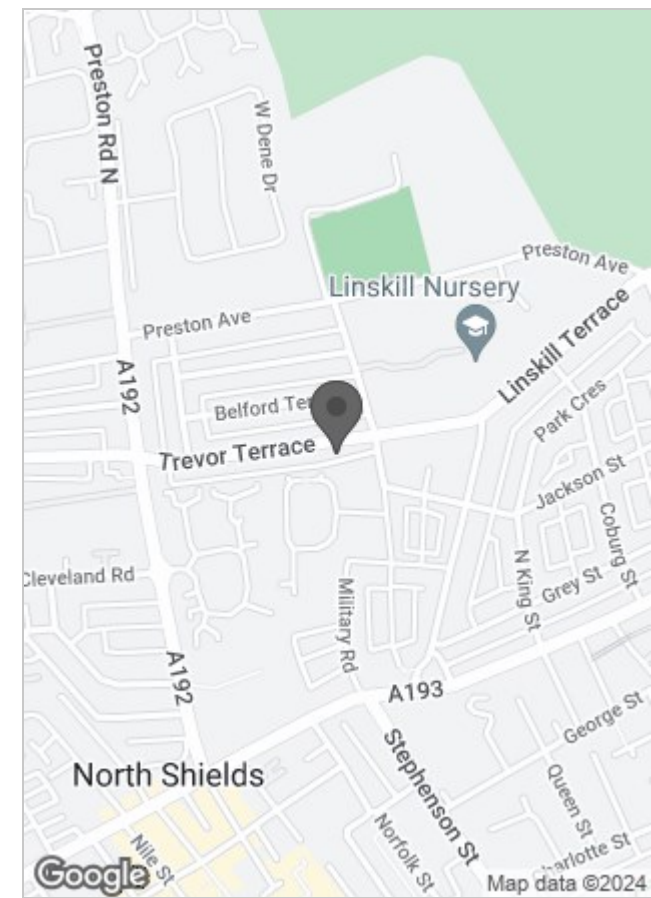 Preston Rd N
W Dene Dr
Preston Ave
Linskill Nursery
Linskill Terrace
Preston Ave
A192
Belford Ter
Park Cres
Trevor Terrace
Jackson St
Coburg St
Cleveland Rd
N King St
Grey St
Military Rd
A192
A193
George St
Stephenson St
North Shields
Queen St
Nile St
Norfolk St
Charlotte St
Google
Map data ©2024